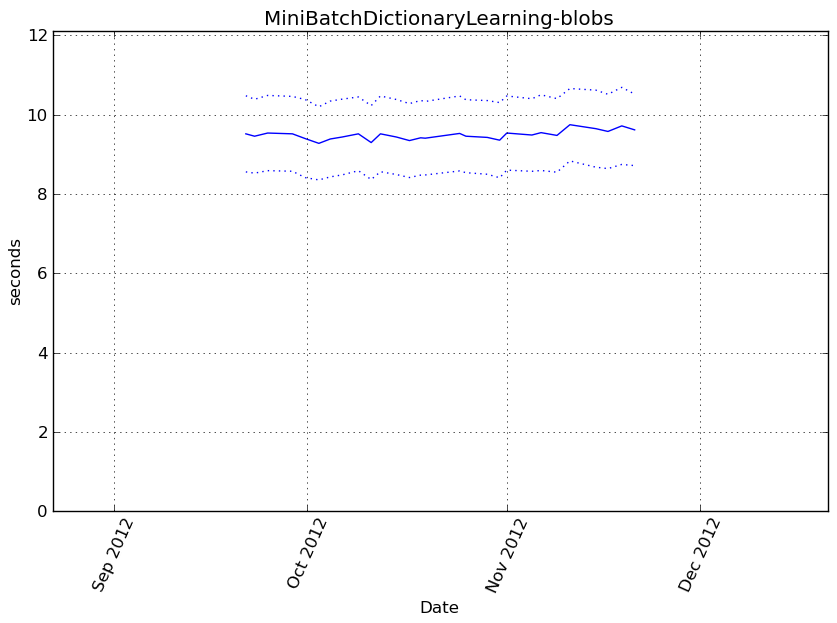 MiniBatchDictionaryLearning-blobs
12
10
8
6
4
2
0
seconds
Sep 2012
Oct 2012
Nov 2012
Dec 2012
Date